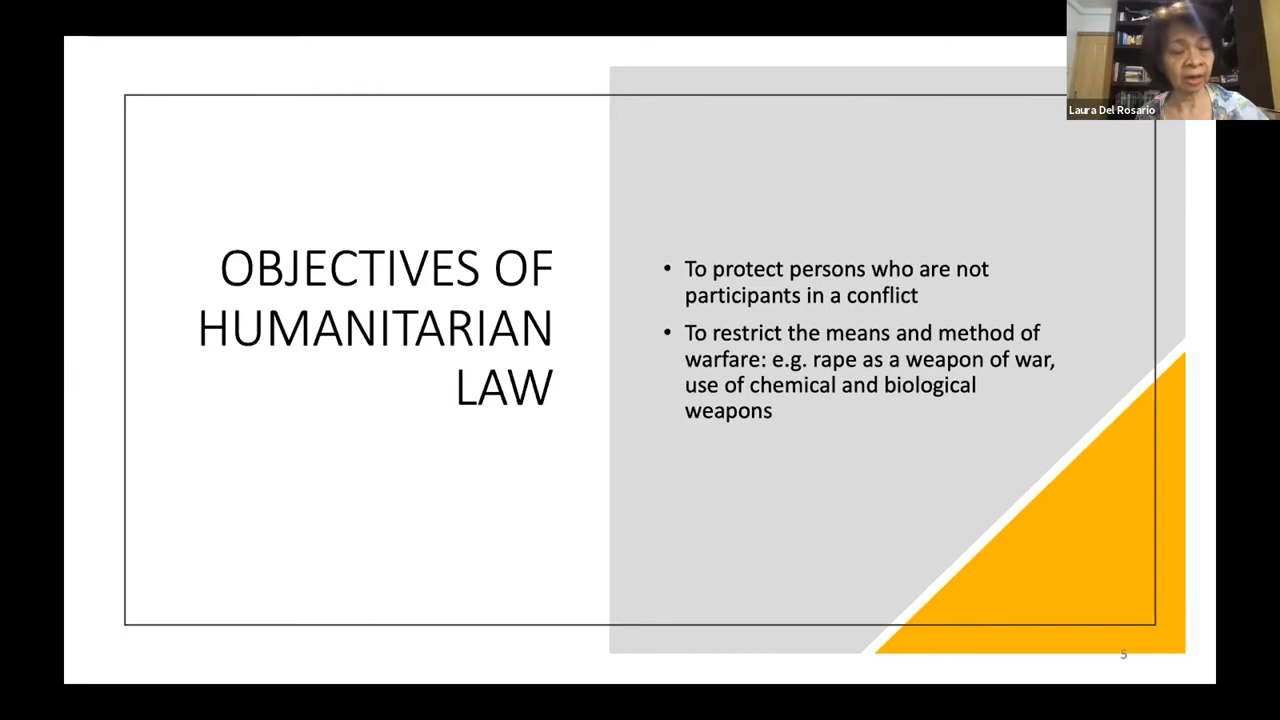 Laura Del Rosario
OBJECTIVES OF
HUMANITARIAN
LAW
• To protect persons who are not
participants in a conflict
• To restrict the means and method of
warfare: e.g. rape as a weapon of war,
use of chemical and biological
weapons
5